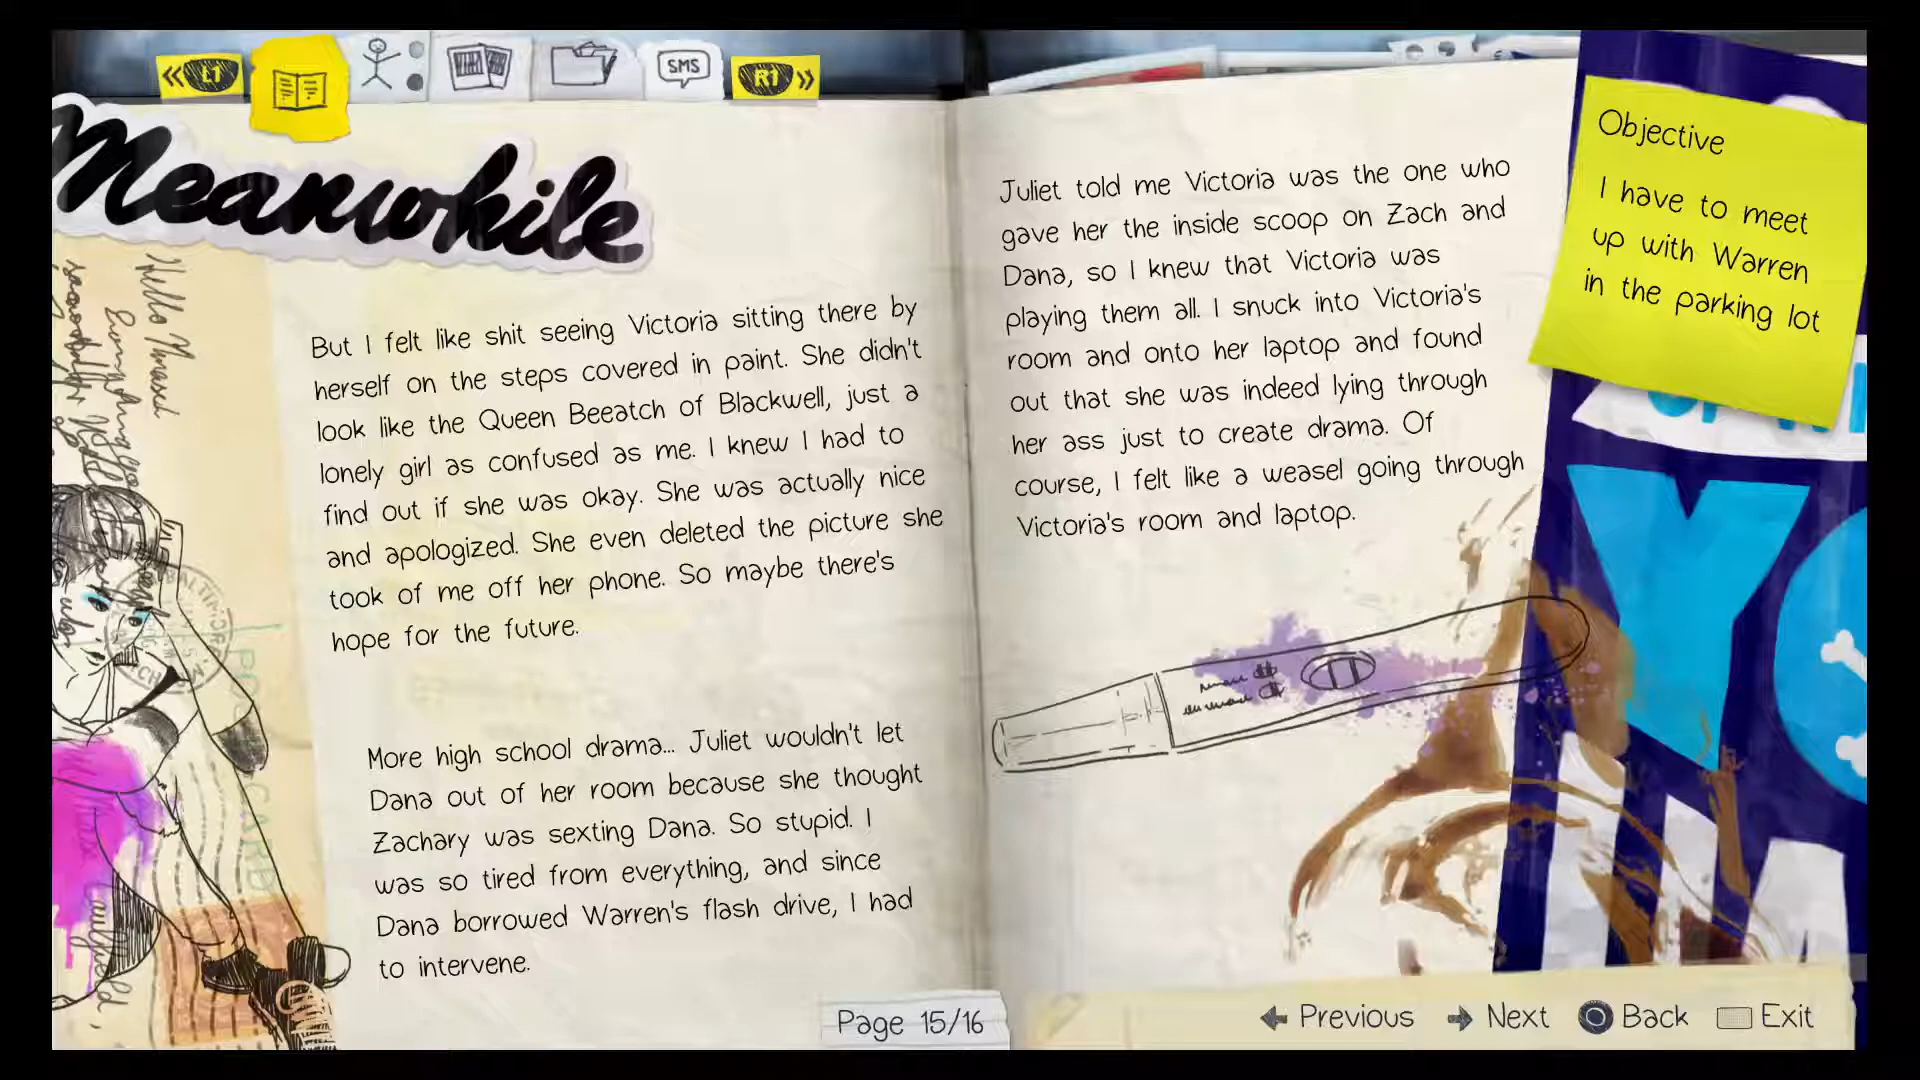 L1
SMS
R1
Meanwhile
But I felt like shit seeing Victoria sitting there by
herself on the steps covered in paint. She didn't
look like the Queen Beeatch of Blackwell, just a
lonely girl as confused as me. I knew I had to
find out if she was okay. She was actually nice
and apologized. She even deleted the picture she
took of me off her phone. So maybe there's
hope for the future.
More high school drama... Juliet wouldn't let
Dana out of her room because she thought
Zachary was sexting Dana. So stupid. I
was so tired from everything, and since
Dana borrowed Warren's flash drive, I had
to intervene.
Juliet told me Victoria was the one who
gave her the inside scoop on Zach and
Dana, so I knew that Victoria was
playing them all. I snuck into Victoria's
room and onto her laptop and found
out that she was indeed lying through
her ass just to create drama. Of
course, I felt like a weasel going through
Victoria's room and laptop.
Objective
I have to meet
up with Warren
in the parking lot
POST CARD
Page 15/16
Previous
Next
Back
Exit